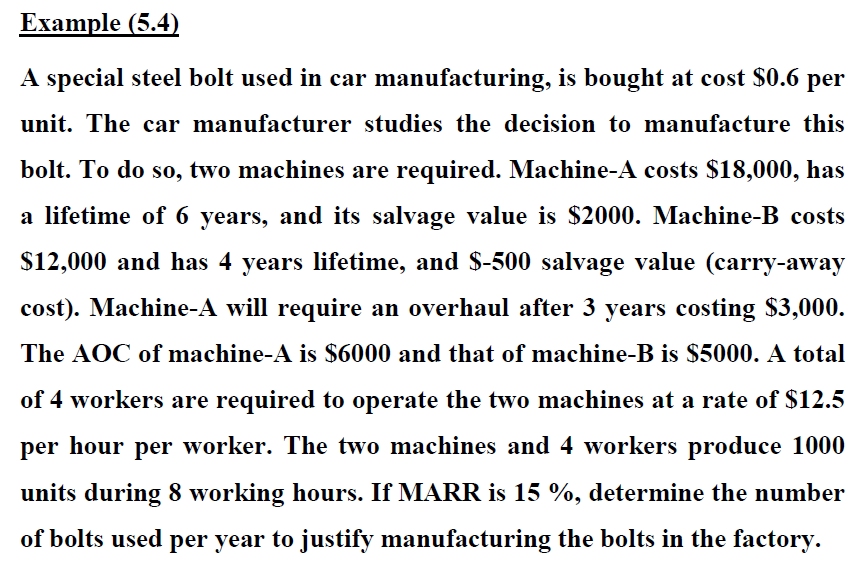 Example (5.4)
A special steel bolt used in car manufacturing, is bought at cost $0.6 per
unit. The car manufacturer studies the decision to manufacture this
bolt. To do so, two machines are required. Machine-A costs $18,000, has
a lifetime of 6 years, and its salvage value is $2000. Machine-B costs
$12,000 and has 4 years lifetime, and $-500 salvage value (carry-away
cost). Machine-A will require an overhaul after 3 years costing $3,000.
The AOC of machine-A is $6000 and that of machine-B is $5000. A total
of 4 workers are required to operate the two machines at a rate of $12.5
per hour per worker. The two machines and 4 workers produce 1000
units during 8 working hours. If MARR is 15 %, determine the number
of bolts used per year to justify manufacturing the bolts in the factory.